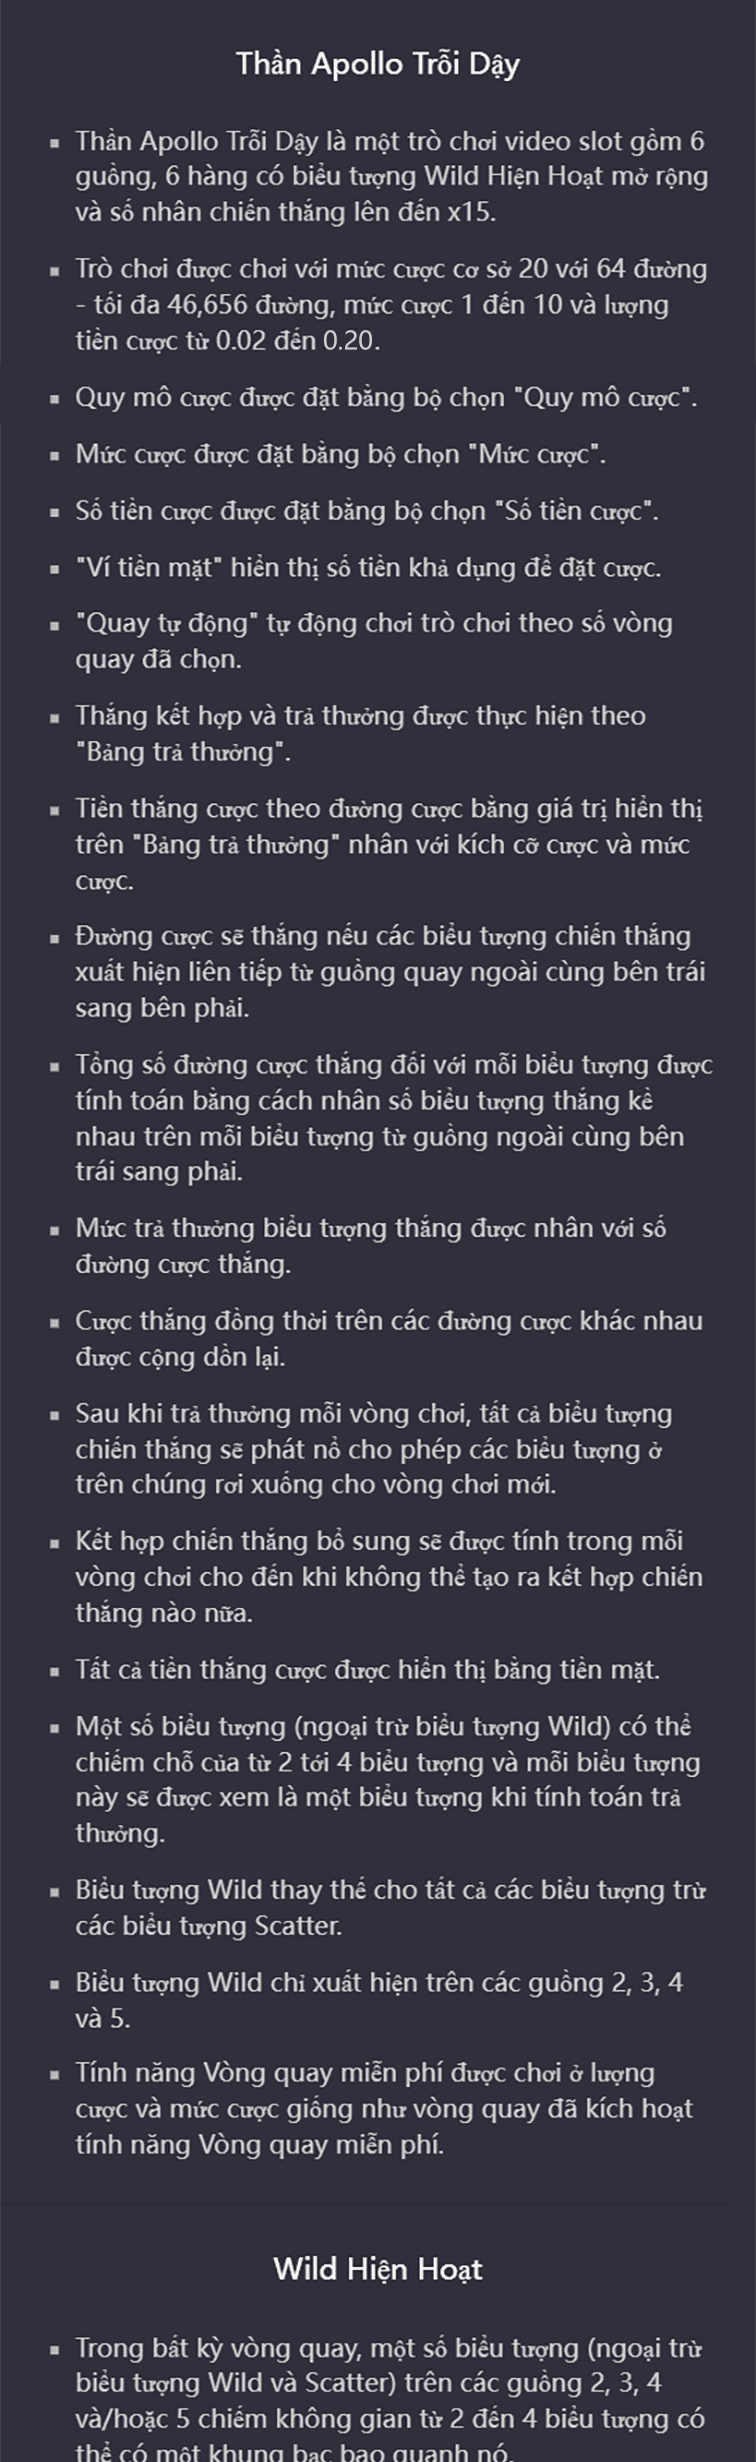 Thần Apollo Trỗi Dậy
▪ Thần Apollo Trỗi Dậy là một trò chơi video slot gồm 6
guồng, 6 hàng có biểu tượng Wild Hiện Hoạt mở rộng
và số nhân chiến thắng lên đến x15.
▪ Trò chơi được chơi với mức cược cơ sở 20 với 64 đường
- tối đa 46,656 đường, mức cược 1 đến 10 và lượng
tiền cược từ 0.02 đến 0.20.
▪ Quy mô cược được đặt bằng bộ chọn "Quy mô cược".
▪ Mức cược được đặt bằng bộ chọn "Mức cược".
▪ Số tiền cược được đặt bằng bộ chọn "Số tiền cược".
▪ "Ví tiền mặt" hiển thị số tiền khả dụng để đặt cược.
▪ "Quay tự động" tự động chơi trò chơi theo số vòng
quay đã chọn.
▪ Thắng kết hợp và trả thưởng được thực hiện theo
"Bảng trả thưởng".
▪ Tiền thắng cược theo đường cược bằng giá trị hiển thị
trên "Bảng trả thưởng" nhân với kích cỡ cược và mức
cược.
▪ Đường cược sẽ thắng nếu các biểu tượng chiến thắng
xuất hiện liên tiếp từ guồng quay ngoài cùng bên trái
sang bên phải.
▪ Tổng số đường cược thắng đối với mỗi biểu tượng được
tính toán bằng cách nhân số biểu tượng thắng kề
nhau trên mỗi biểu tượng từ guồng ngoài cùng bên
trái sang phải.
▪ Mức trả thưởng biểu tượng thắng được nhân với số
đường cược thắng.
▪ Cược thắng đồng thời trên các đường cược khác nhau
được cộng dồn lại.
▪ Sau khi trả thưởng mỗi vòng chơi, tất cả biểu tượng
chiến thắng sẽ phát nổ cho phép các biểu tượng ở
trên chúng rơi xuống cho vòng chơi mới.
▪ Kết hợp chiến thắng bổ sung sẽ được tính trong mỗi
vòng chơi cho đến khi không thể tạo ra kết hợp chiến
thắng nào nữa.
▪ Tất cả tiền thắng cược được hiển thị bằng tiền mặt.
▪ Một số biểu tượng (ngoại trừ biểu tượng Wild) có thể
chiếm chỗ của từ 2 tới 4 biểu tượng và mỗi biểu tượng
này sẽ được xem là một biểu tượng khi tính toán trả
thưởng.
▪ Biểu tượng Wild thay thế cho tất cả các biểu tượng trừ
các biểu tượng Scatter.
▪ Biểu tượng Wild chỉ xuất hiện trên các guồng 2, 3, 4
và 5.
▪ Tính năng Vòng quay miễn phí được chơi ở lượng
cược và mức cược giống như vòng quay đã kích hoạt
tính năng Vòng quay miễn phí.
Wild Hiện Hoạt
▪ Trong bất kỳ vòng quay, một số biểu tượng (ngoại trừ
biểu tượng Wild và Scatter) trên các guồng 2, 3, 4
và/hoặc 5 chiếm không gian từ 2 đến 4 biểu tượng có
thể có một khung bạc bao quanh nó.